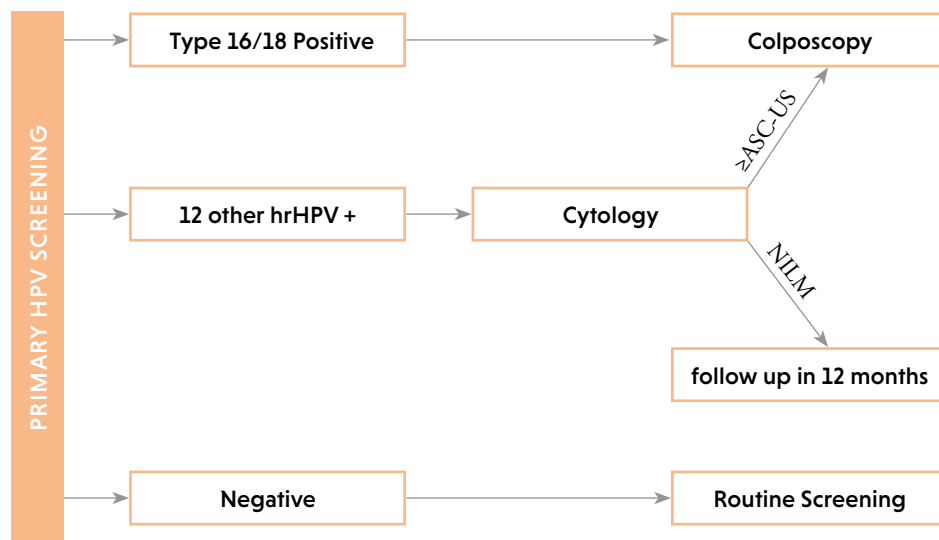 PRIMARY HPV SCREENING
Type 16/18 Positive
Colposcopy
≥ASC-US
12 other hrHPV +
Cytology
NILM
follow up in 12 months
Negative
Routine Screening